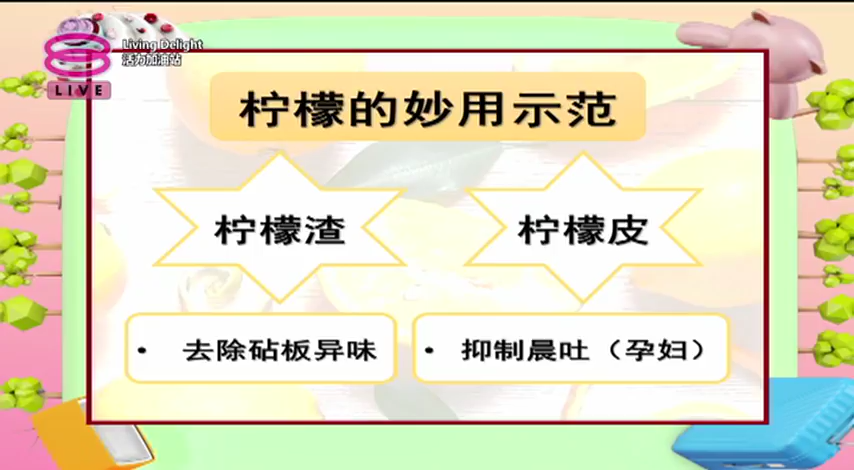 Living Delight
活力加油站
LIVE
柠檬的妙用示范
柠檬渣
柠檬皮
• 去除砧板异味
• 抑制晨吐（孕妇）